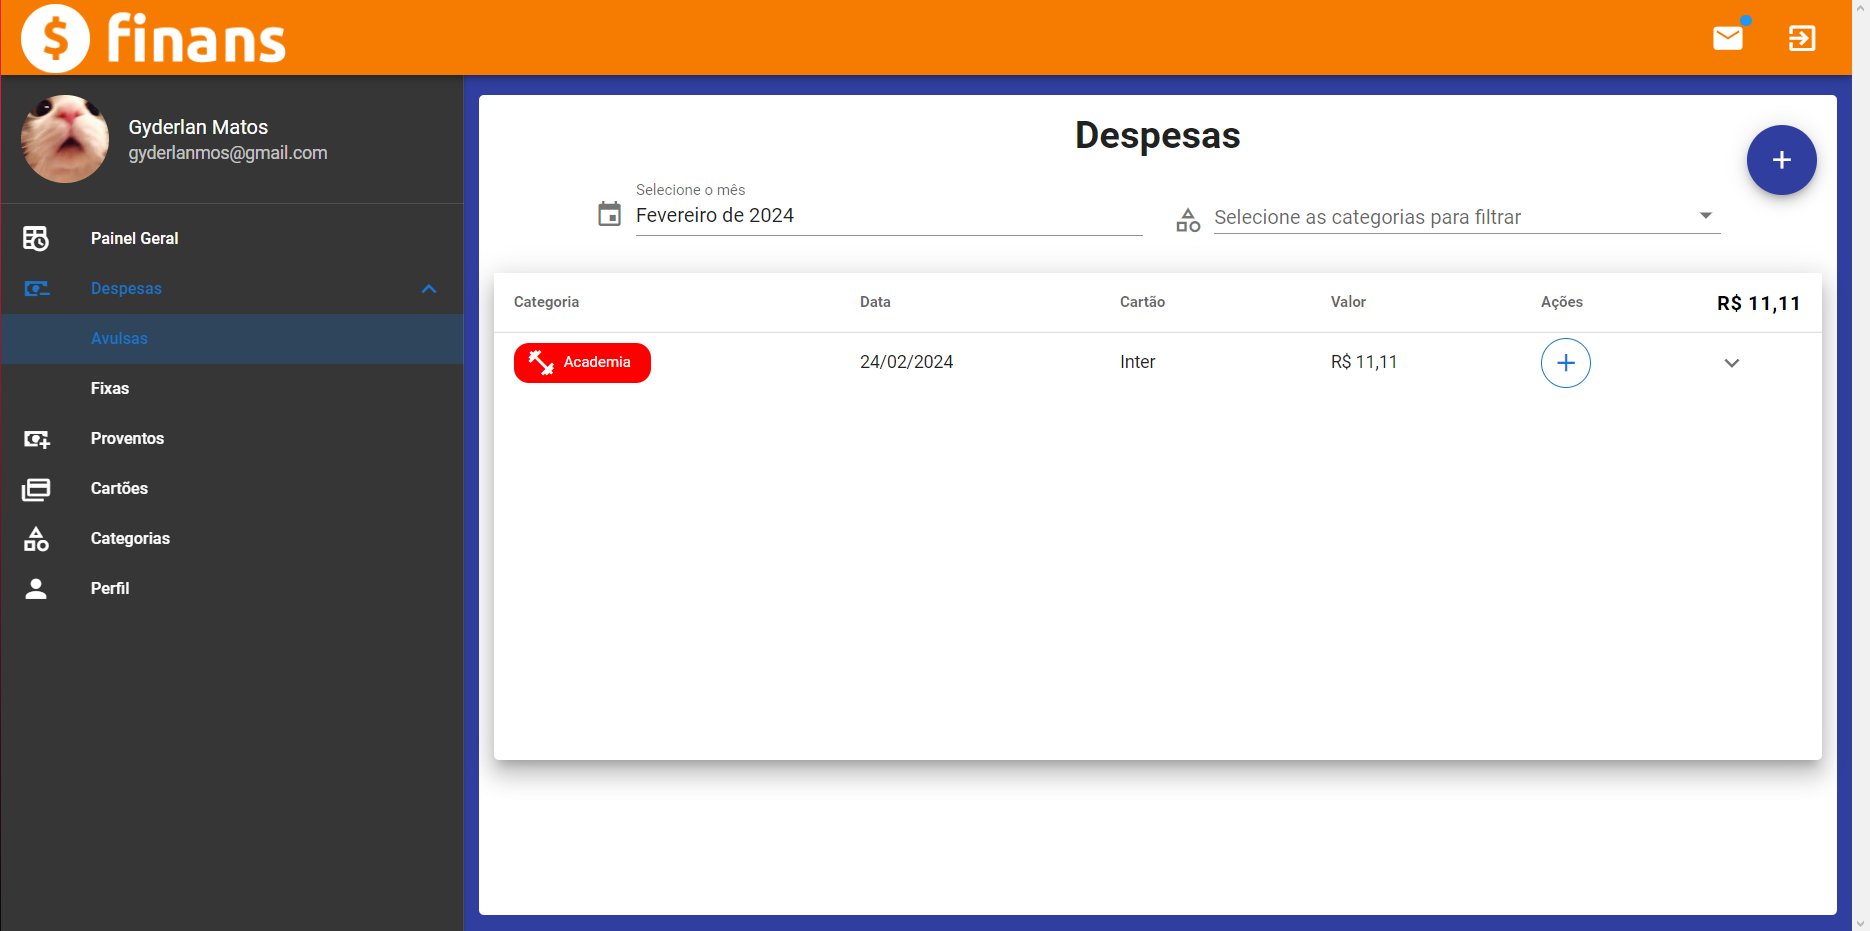 $ finans
Gyderlan Matos
gyderlanmos@gmail.com
Painel Geral
Despesas
Avulsas
Fixas
Proventos
Cartões
Categorias
Perfil
Despesas
Selecione o mês
Fevereiro de 2024
Selecione as categorias para filtrar
Categoria Data Cartão Valor Ações R$ 11,11
Academia 24/02/2024 Inter R$ 11,11